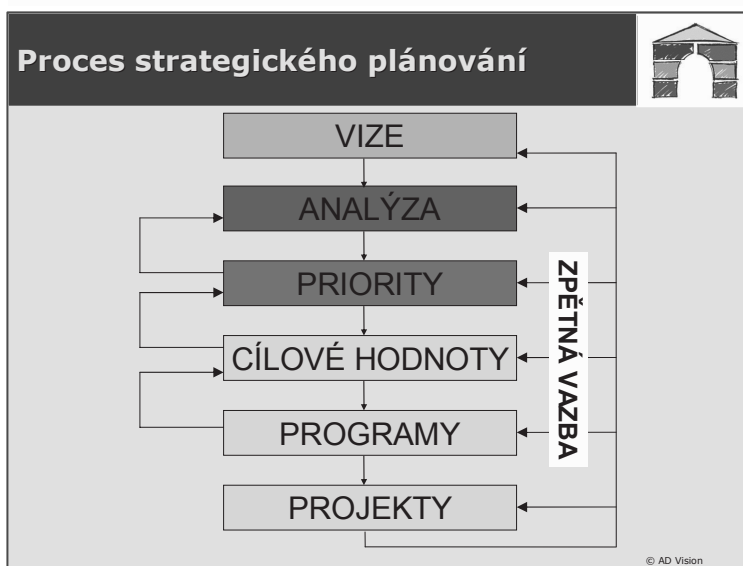 Proces strategického plánování
VIZE
ANALÝZA
PRIORITY
CÍLOVÉ HODNOTY
PROGRAMY
PROJEKTY
ZPĚTNÁ VAZBA
© AD Vision